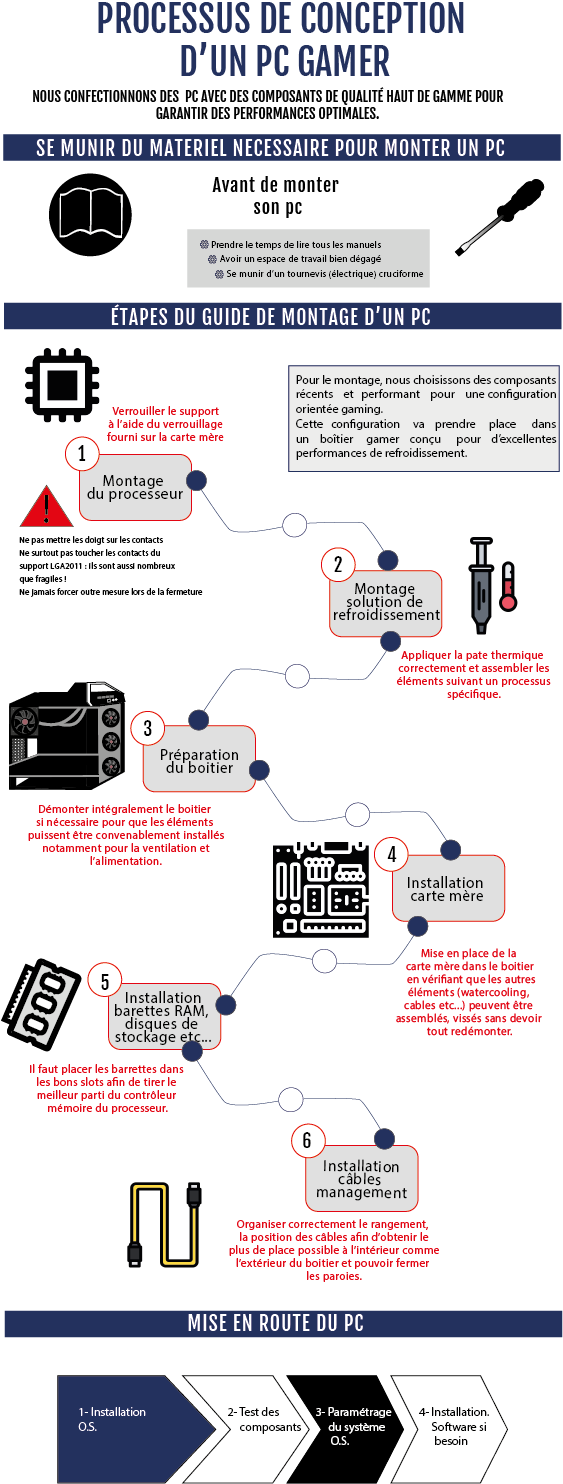 PROCESSUS DE CONCEPTION
D'UN PC GAMER
NOUS CONFECTIONNONS DES PC AVEC DES COMPOSANTS DE QUALITÉ HAUT DE GAMME POUR
GARANTIR DES PERFORMANCES OPTIMALES.
SE MUNIR DU MATERIEL NECESSAIRE POUR MONTER UN PC
Avant de monter
son pc
Prendre le temps de lire tous les manuels
Avoir un espace de travail bien dégagé
Se munir d'un tournevis (électrique) cruciforme
ÉTAPES DU GUIDE DE MONTAGE D'UN PC
Pour le montage, nous choisissons des composants
récents et performant pour une configuration
orientée gaming.
Cette configuration va prendre place dans
un boîtier gamer conçu pour d'excellentes
performances de refroidissement.
Verrouiller le support
à l'aide du verrouillage
fourni sur la carte mère
1
Montage
du processeur
Ne pas mettre les doigt sur les contacts
Ne surtout pas toucher les contacts du
support LGA2011 : Ils sont aussi nombreux
que fragiles !
Ne jamais forcer outre mesure lors de la fermeture
2
Montage
solution de
refroidissement
Appliquer la pate thermique
correctement et assembler les
éléments suivant un processus
spécifique.
3
Préparation
du boitier
Démonter intégralement le boitier
si nécessaire pour que les éléments
puissent être convenablement installés
notamment pour la ventilation et
l'alimentation.
4
Installation
carte mère
Mise en place de la
carte mère dans le boitier
en vérifiant que les autres
éléments (watercooling,
cables etc...) peuvent être
assemblés, vissés sans devoir
tout redémonter.
5
Installation
barettes RAM,
disques de
stockage etc...
Il faut placer les barrettes dans
les bons slots afin de tirer le
meilleur parti du contrôleur
mémoire du processeur.
6
Installation
câbles
management
Organiser correctement le rangement,
la position des câbles afin d'obtenir le
plus de place possible à l'intérieur comme
l'extérieur du boitier et pouvoir fermer
les paroies.
MISE EN ROUTE DU PC
1- Installation
O.S.
2- Test des
composants
3- Paramétrage
du système
O.S.
4- Installation.
Software si
besoin